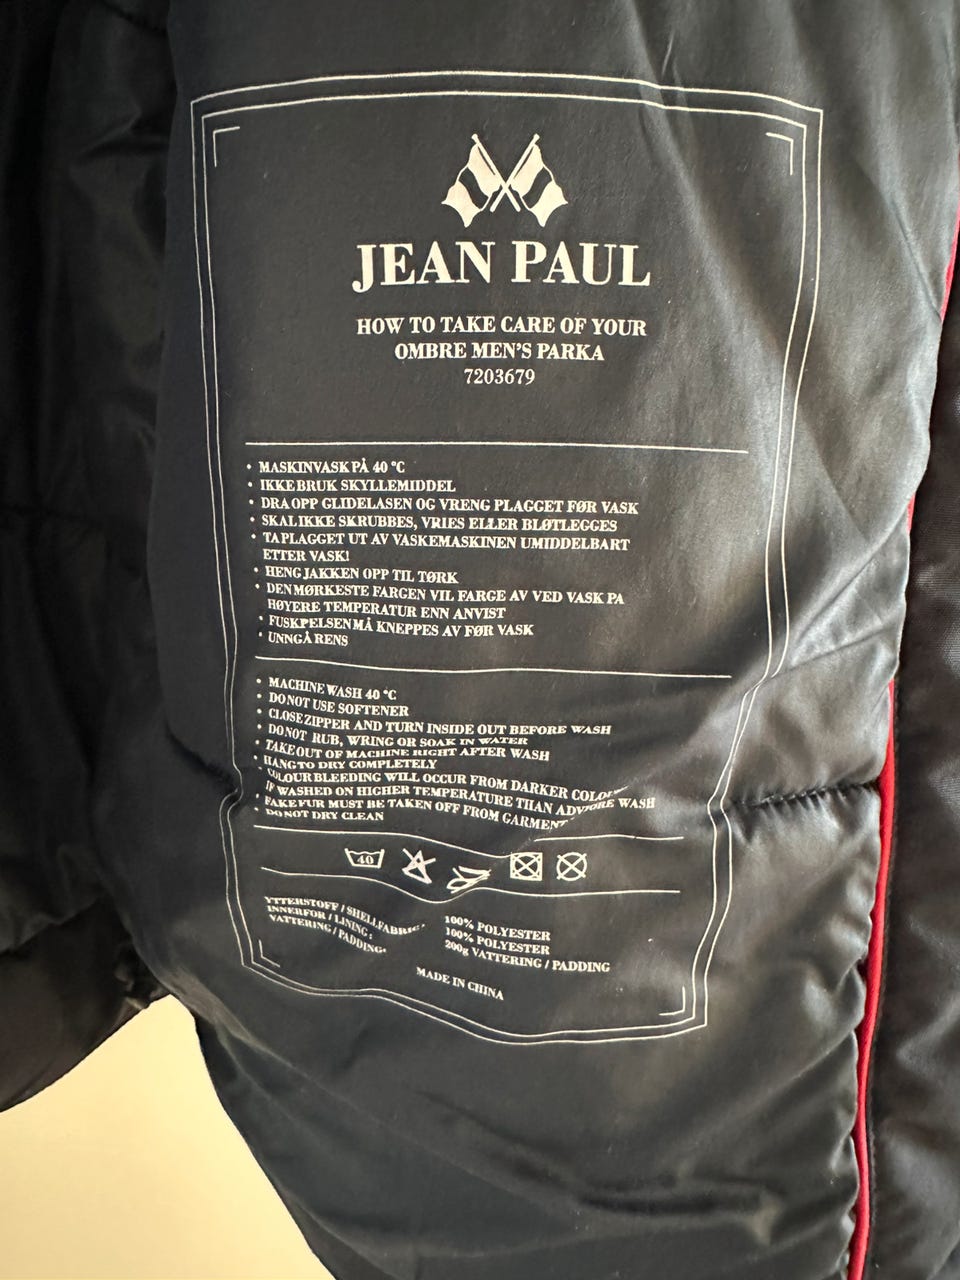 JEAN PAUL
HOW TO TAKE CARE OF YOUR
OMBRE MEN'S PARKA
7203679
• MASKINVASK PÅ 40 °C
• IKKE BRUK SKYLLEMIDDEL
• DRA OPP GLIDELASEN OG VRENG PLAGGET FØR VASK
• SKAL IKKE SKRUBBES, VRIES ELLER BLØTLEGGES
• TA PLAGGET UT AV VASKEMASKINEN UMIDDELBART
ETTER VASK!
• HENG JAKKEN OPP TIL TØRK
• DEN MØRKESTE FARGEN VIL FARGE AV VED VASK PA
HØYERE TEMPERATUR ENN ANVIST
• FUSKPELSEN MÅ KNEPPES AV FØR VASK
• UNNGÅ RENS
• MACHINE WASH 40 °C
• DO NOT USE SOFTENER
• CLOSE ZIPPER AND TURN INSIDE OUT BEFORE WASH
• DO NOT RUB, WRING OR SOAK IN WATER
• TAKE OUT OF MACHINE RIGHT AFTER WASH
• HANG TO DRY COMPLETELY
COLOUR BLEEDING WILL OCCUR FROM DARKER
IF WASHED ON HIGHER TEMPERATURE THAN WASH
• FAKE FUR MUST BE TAKEN OFF FROM GARMENT
• DO NOT DRY CLEAN
40
YTTERSTOFF / SHELLFABRIC: 100% POLYESTER
INNERFOR / LINING: 100% POLYESTER
VATTERING / PADDING: 200g VATTERING / PADDING
MADE IN CHINA